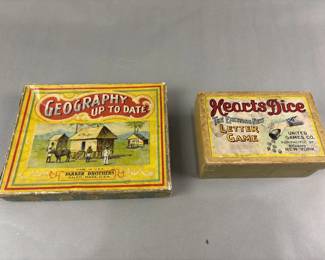 GEOGRAPHY
UP TO DATE
PARKER BROTHERS
Hearts Dice
LETTER
GAME
UNITED
GAMES CO.
NEW YORK